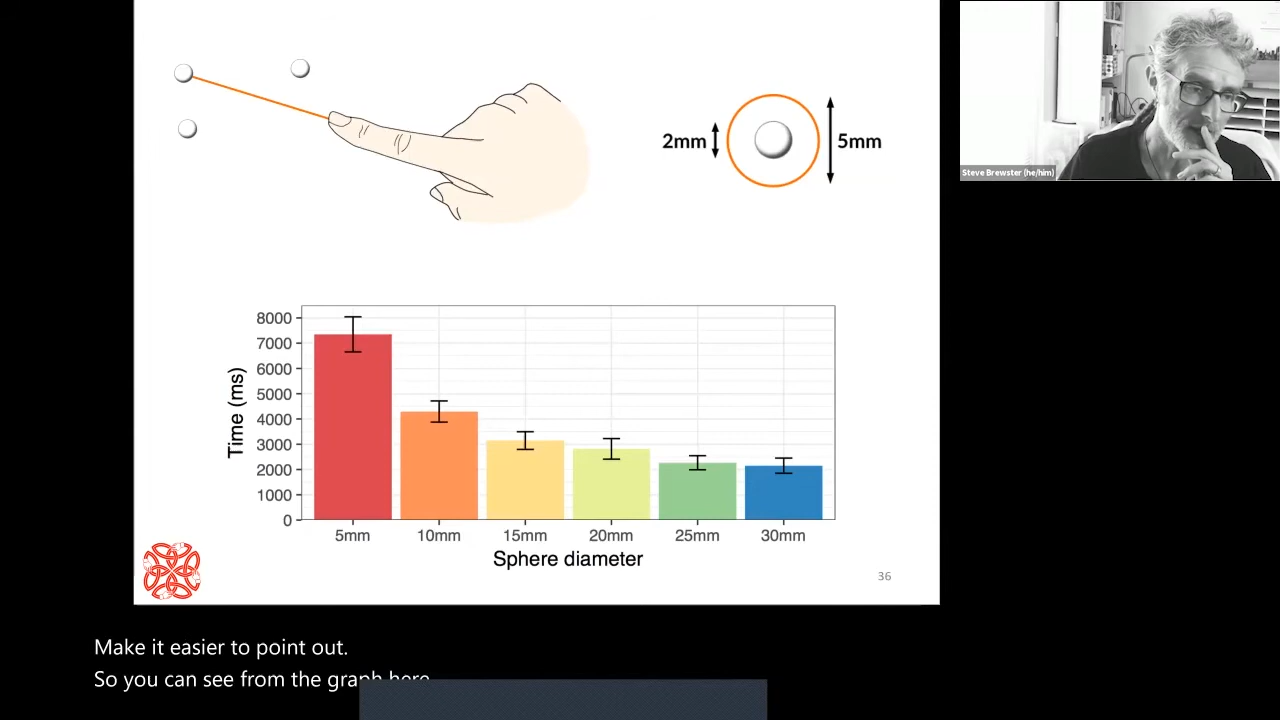 2mm
5mm
Steve Brewster (he/him)
8000
7000
6000
5000
4000
3000
2000
1000
0
Time (ms)
5mm 10mm 15mm 20mm 25mm 30mm
Sphere diameter
36
Make it easier to point out.
So you can see from the graph here